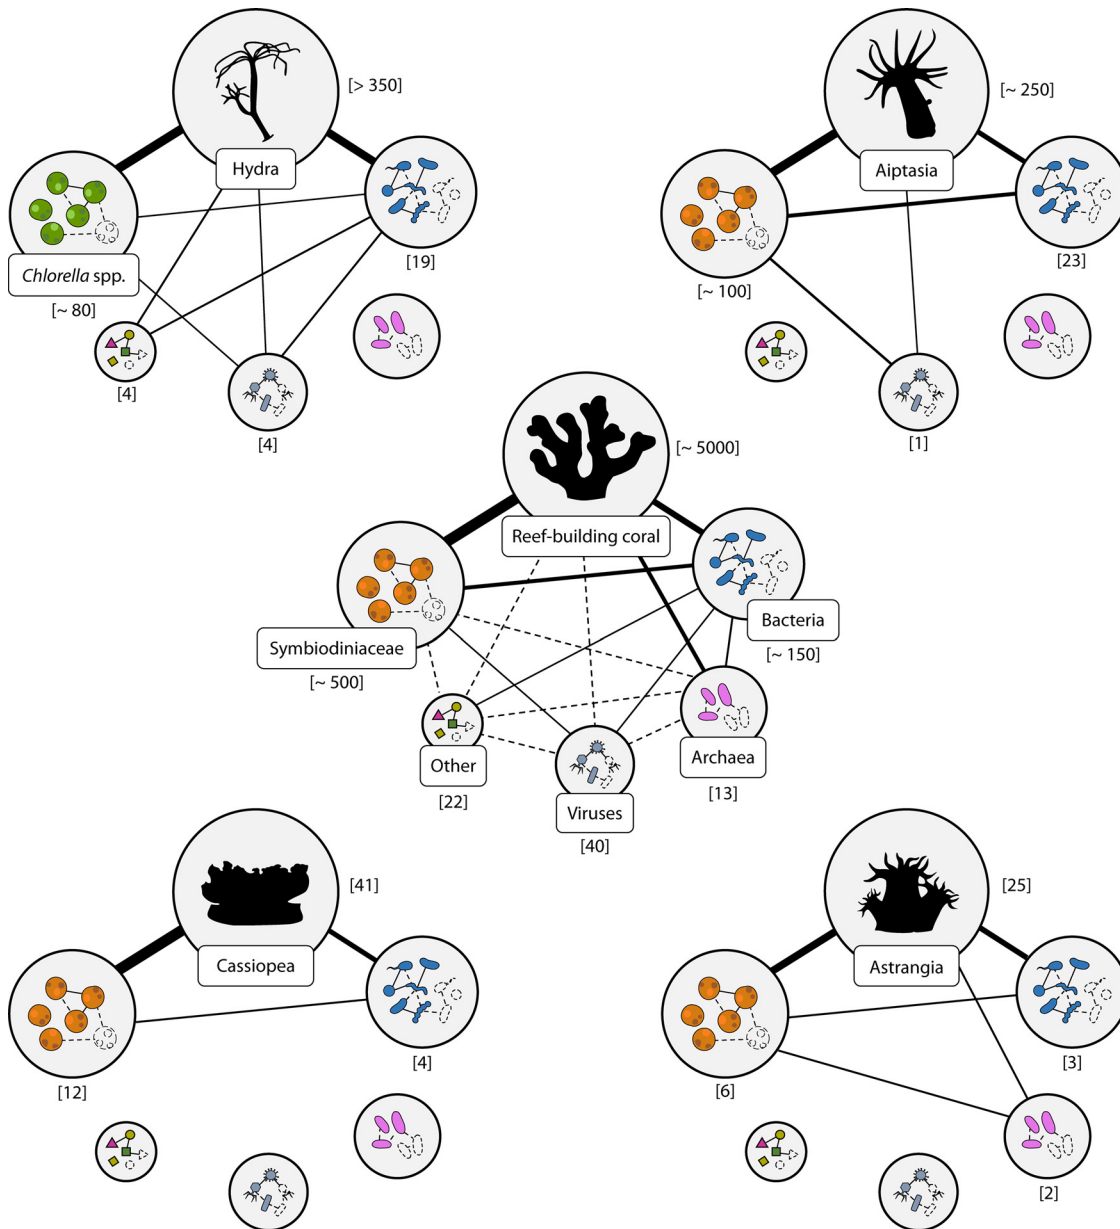 [> 350]
Hydra
[19]
Chlorella spp.
[~ 80]
[4]
[4]
[~ 250]
Aiptasia
[23]
[~ 100]
[1]
[~ 5000]
Reef-building coral
Bacteria
[~ 150]
Symbiodiniaceae
[~ 500]
Other
[22]
Viruses
[40]
Archaea
[13]
[41]
Cassiopea
[4]
[12]
[25]
Astrangia
[3]
[6]
[2]